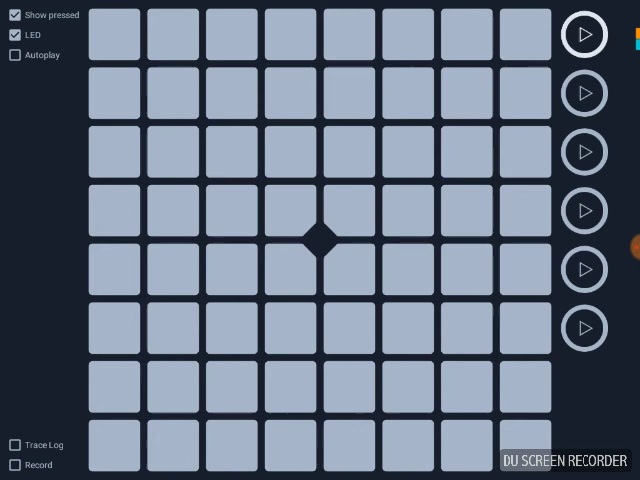 Show pressed
LED
Autoplay
Trace Log
Record
DU SCREEN RECORDER